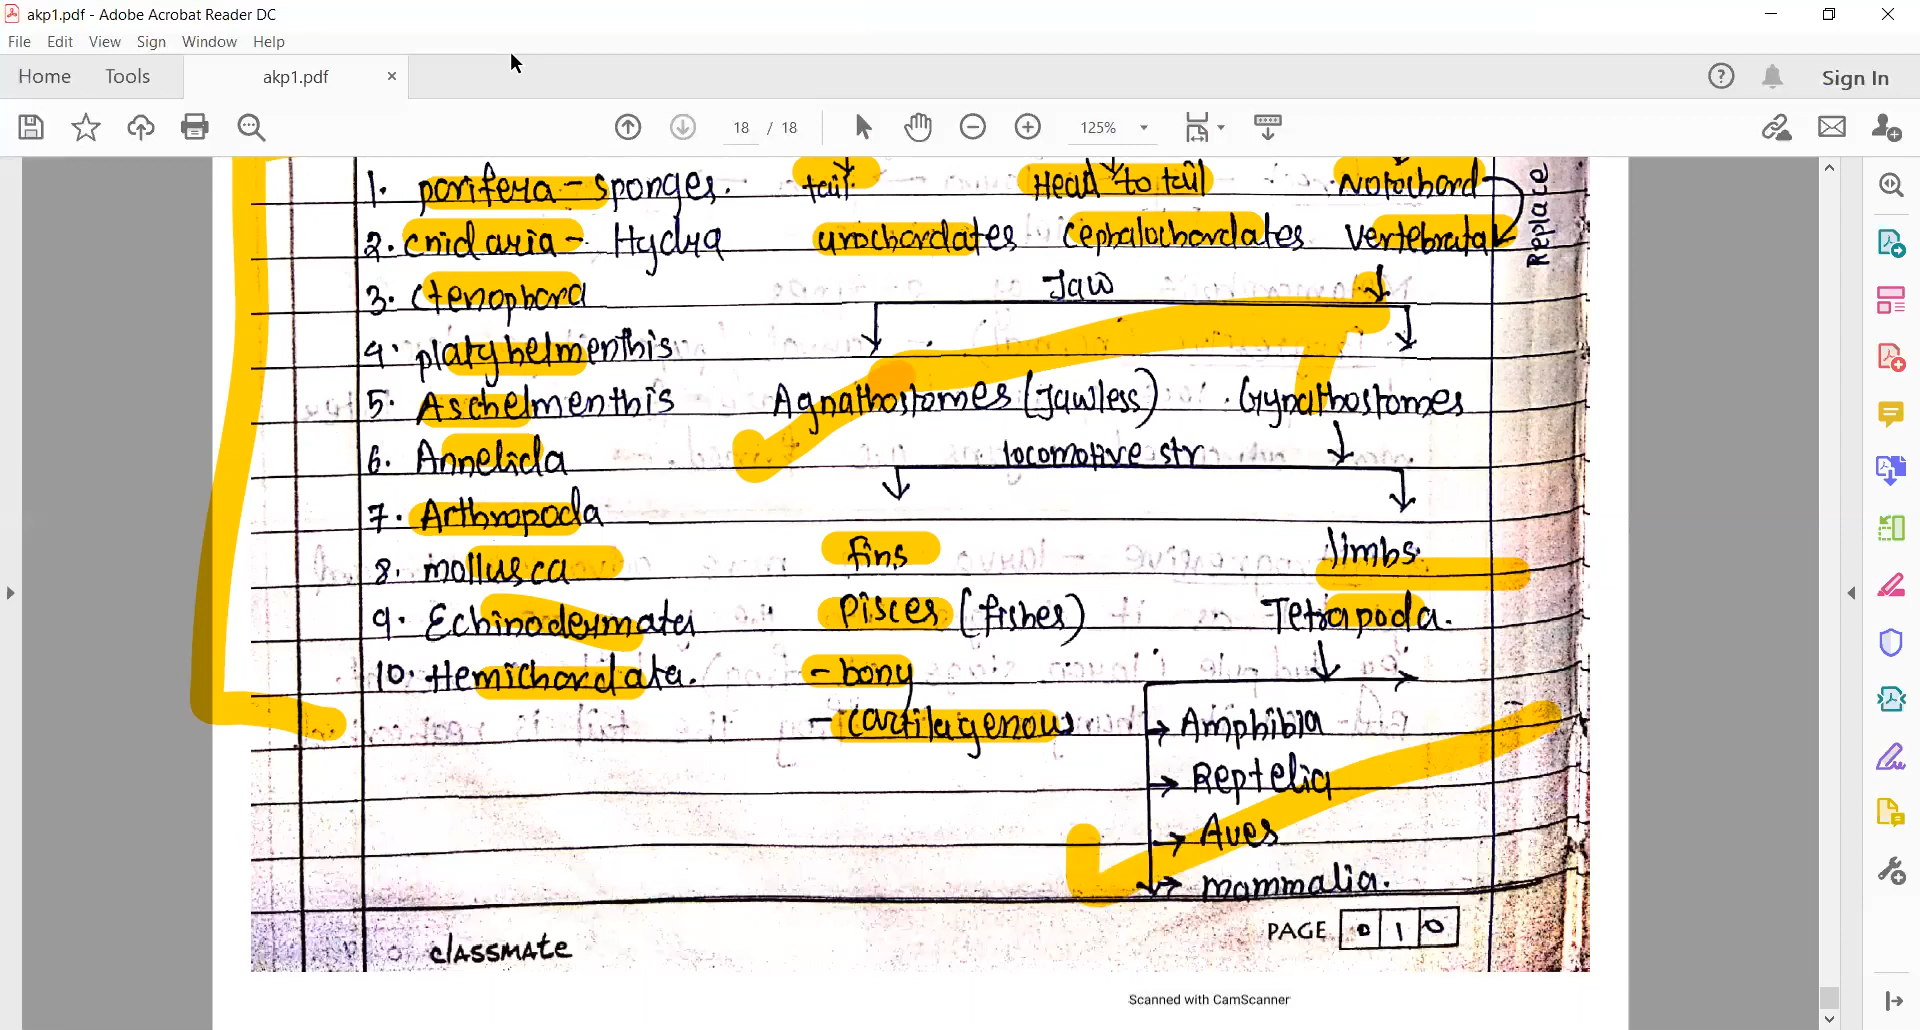 akp1.pdf - Adobe Acrobat Reader DC
File Edit View Sign Window Help
Home Tools akp1.pdf × Sign In
18 / 18 125%
1. porifera - sponges. tail. Head to tail Notochord
2. cnidaria - Hydra urochordates cephalochordates vertebrata
Replace
3. Ctenophora Jaw
4. platyhelmenthis
5. Aschelmenthis Agnathostomes (Jawless) Gynathostomes
6. Annelida locomotive str
7. Arthropoda
8. mollusca fins limbs.
9. Echinodermata Pisces (fishes) Tetrapoda.
10. Hemichordata. - bony
- cartilagenous → Amphibia
→ Reptelia
→ Aves
→ mammalia.
classmate PAGE 0 1 0
Scanned with CamScanner